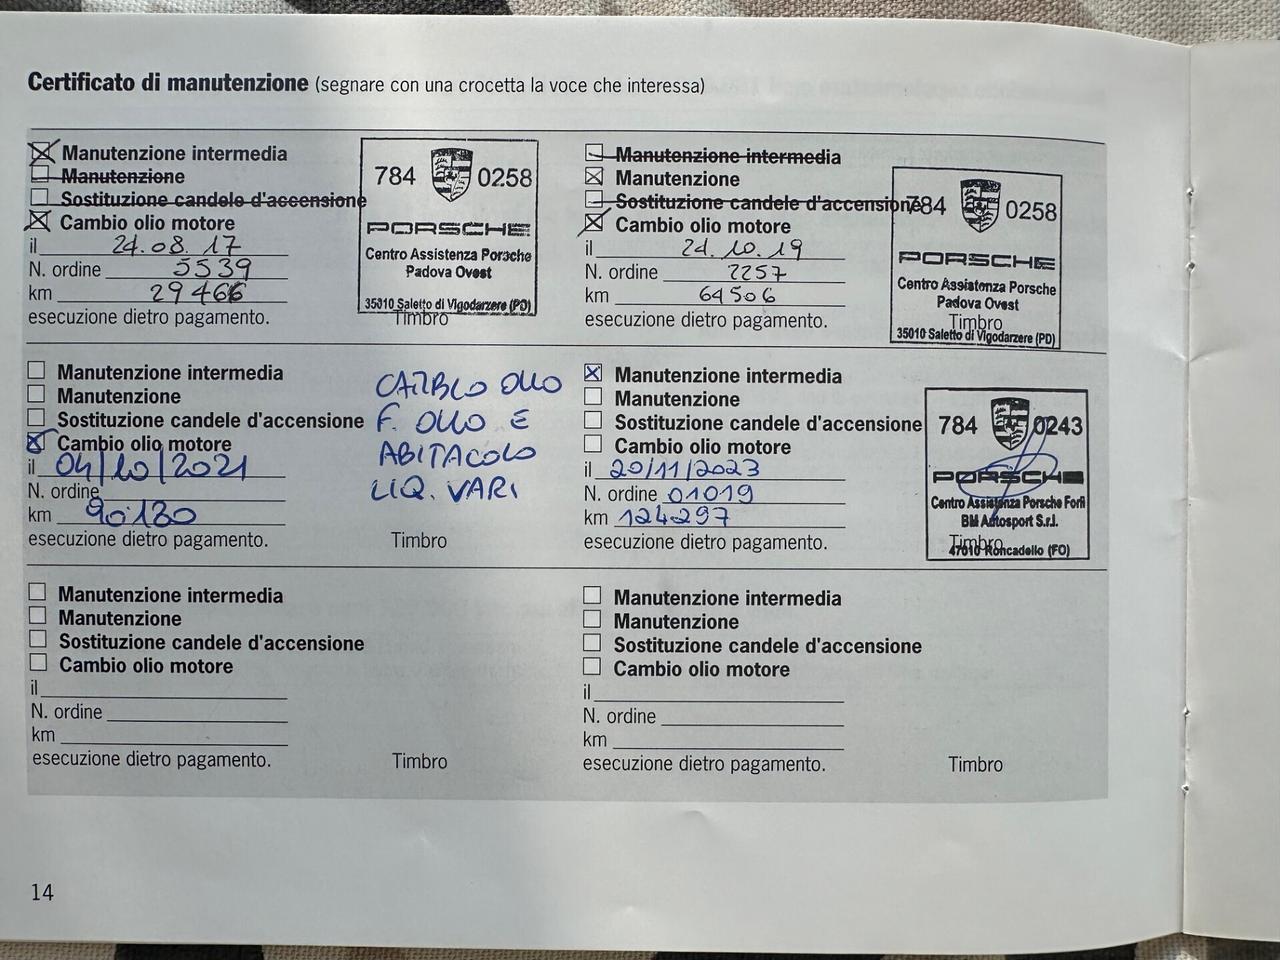 Certificato di manutenzione (segnare con una crocetta la voce che interessa)
Manutenzione intermedia
Manutenzione
Sostituzione candele d'accensione
Cambio olio motore
il 24.08.17
N. ordine 5539
km 29466
esecuzione dietro pagamento.
784 0258
PORSCHE
Centro Assistenza Porsche
Padova Ovest
35010 Saletto di Vigodarzere (PD)
Timbro
Manutenzione intermedia
Manutenzione
Sostituzione candele d'accensione
Cambio olio motore
il 24.10.19
N. ordine 2257
km 64506
esecuzione dietro pagamento.
784 0258
PORSCHE
Centro Assistenza Porsche
Padova Ovest
Timbro
35010 Saletto di Vigodarzere (PD)
Manutenzione intermedia
Manutenzione
Sostituzione candele d'accensione
Cambio olio motore
il 04/10/2021
N. ordine
km 90130
esecuzione dietro pagamento.
CAMBIO OLIO
F. OLIO E
ABITACOLO
LIQ. VARI
Timbro
Manutenzione intermedia
Manutenzione
Sostituzione candele d'accensione
Cambio olio motore
il 20/11/2023
N. ordine 01019
km 124297
esecuzione dietro pagamento.
784 0243
PORSCHE
Centro Assistenza Porsche Forlì
BM Autosport S.r.l.
Timbro
47010 Roncadello (FO)
Manutenzione intermedia
Manutenzione
Sostituzione candele d'accensione
Cambio olio motore
il
N. ordine
km
esecuzione dietro pagamento.
Timbro
Manutenzione intermedia
Manutenzione
Sostituzione candele d'accensione
Cambio olio motore
il
N. ordine
km
esecuzione dietro pagamento.
Timbro
14